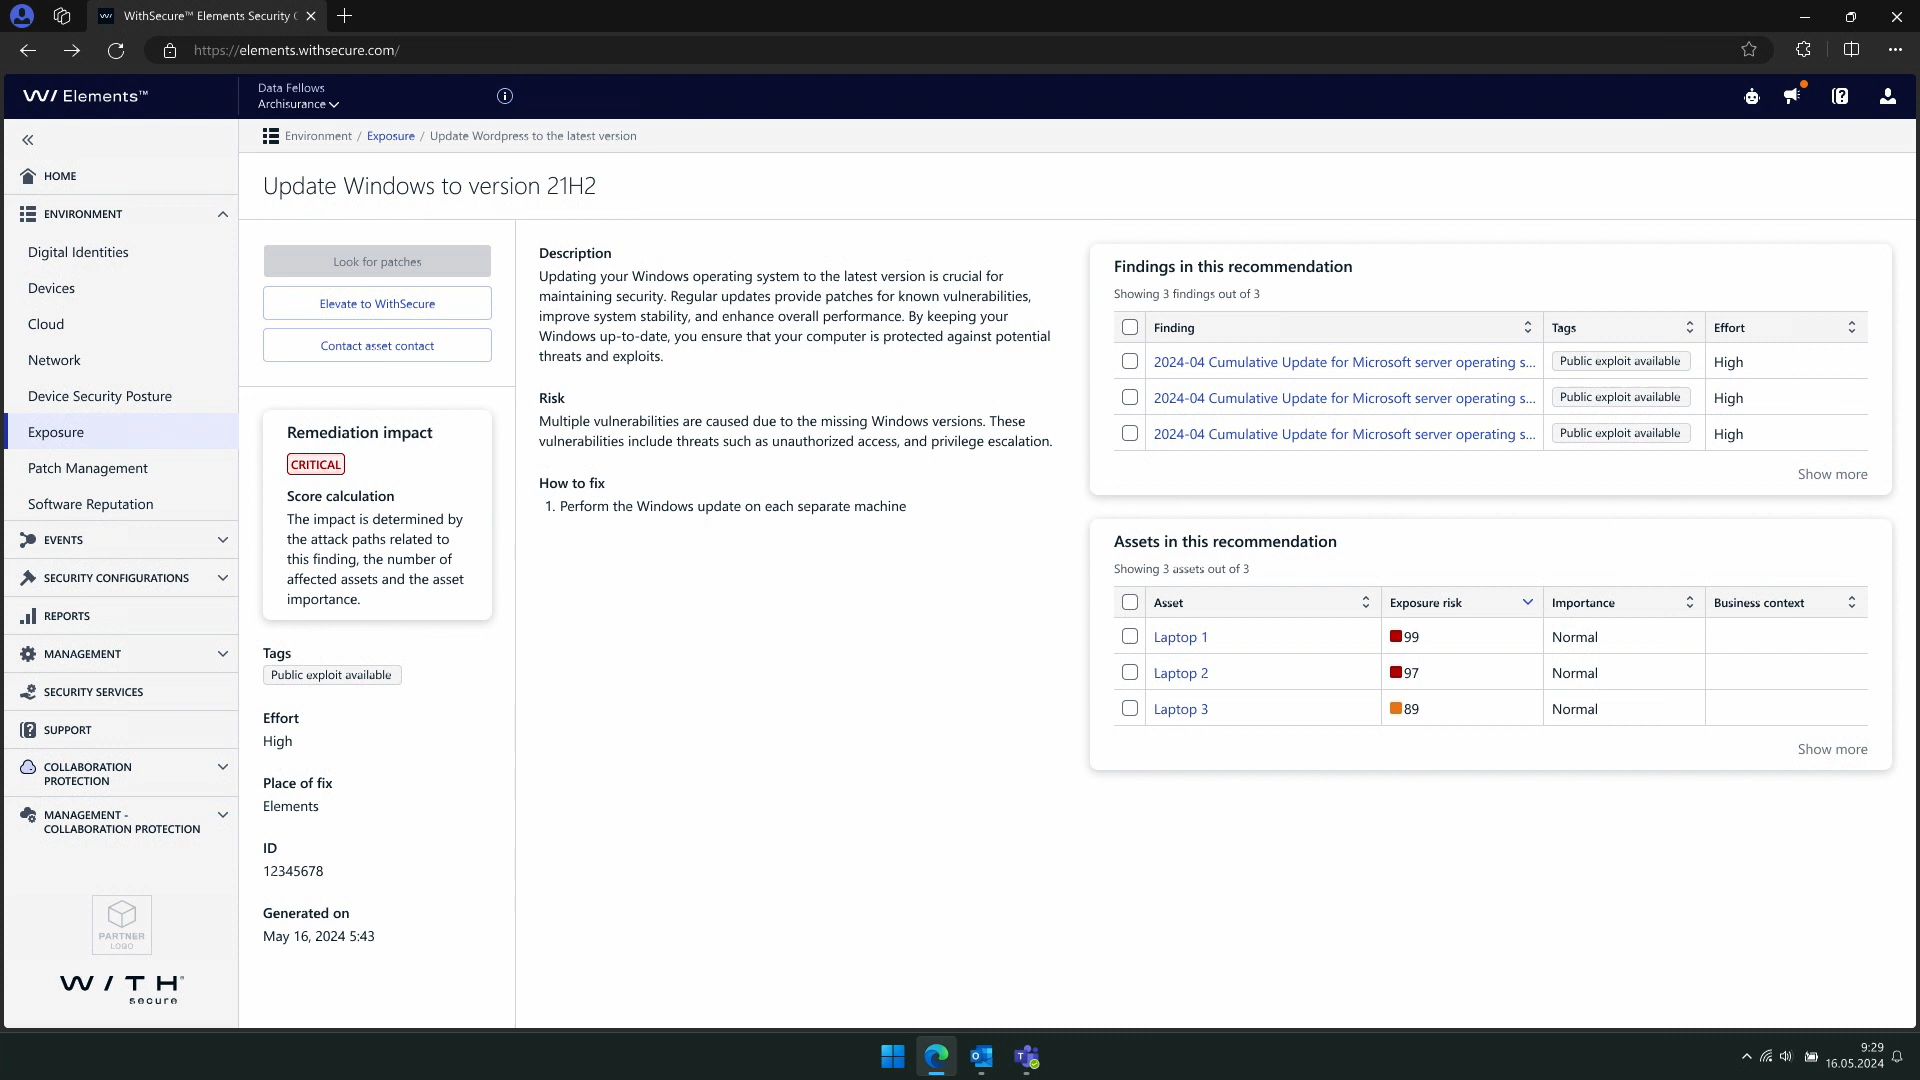 WithSecure™ Elements Security C
https://elements.withsecure.com/
W/ Elements™
Data Fellows
Archisurance
Environment / Exposure / Update Wordpress to the latest version
HOME
ENVIRONMENT
Digital Identities
Devices
Cloud
Network
Device Security Posture
Exposure
Patch Management
Software Reputation
EVENTS
SECURITY CONFIGURATIONS
REPORTS
MANAGEMENT
SECURITY SERVICES
SUPPORT
COLLABORATION
PROTECTION
MANAGEMENT -
COLLABORATION PROTECTION
PARTNER
LOGO
W/TH®
secure
Update Windows to version 21H2
Look for patches
Elevate to WithSecure
Contact asset contact
Remediation impact
CRITICAL
Score calculation
The impact is determined by
the attack paths related to
this finding, the number of
affected assets and the asset
importance.
Tags
Public exploit available
Effort
High
Place of fix
Elements
ID
12345678
Generated on
May 16, 2024 5:43
Description
Updating your Windows operating system to the latest version is crucial for
maintaining security. Regular updates provide patches for known vulnerabilities,
improve system stability, and enhance overall performance. By keeping your
Windows up-to-date, you ensure that your computer is protected against potential
threats and exploits.
Risk
Multiple vulnerabilities are caused due to the missing Windows versions. These
vulnerabilities include threats such as unauthorized access, and privilege escalation.
How to fix
1. Perform the Windows update on each separate machine
Findings in this recommendation
Showing 3 findings out of 3
Finding Tags Effort
2024-04 Cumulative Update for Microsoft server operating s... Public exploit available High
2024-04 Cumulative Update for Microsoft server operating s... Public exploit available High
2024-04 Cumulative Update for Microsoft server operating s... Public exploit available High
Show more
Assets in this recommendation
Showing 3 assets out of 3
Asset Exposure risk Importance Business context
Laptop 1 99 Normal
Laptop 2 97 Normal
Laptop 3 89 Normal
Show more
9:29
16.05.2024